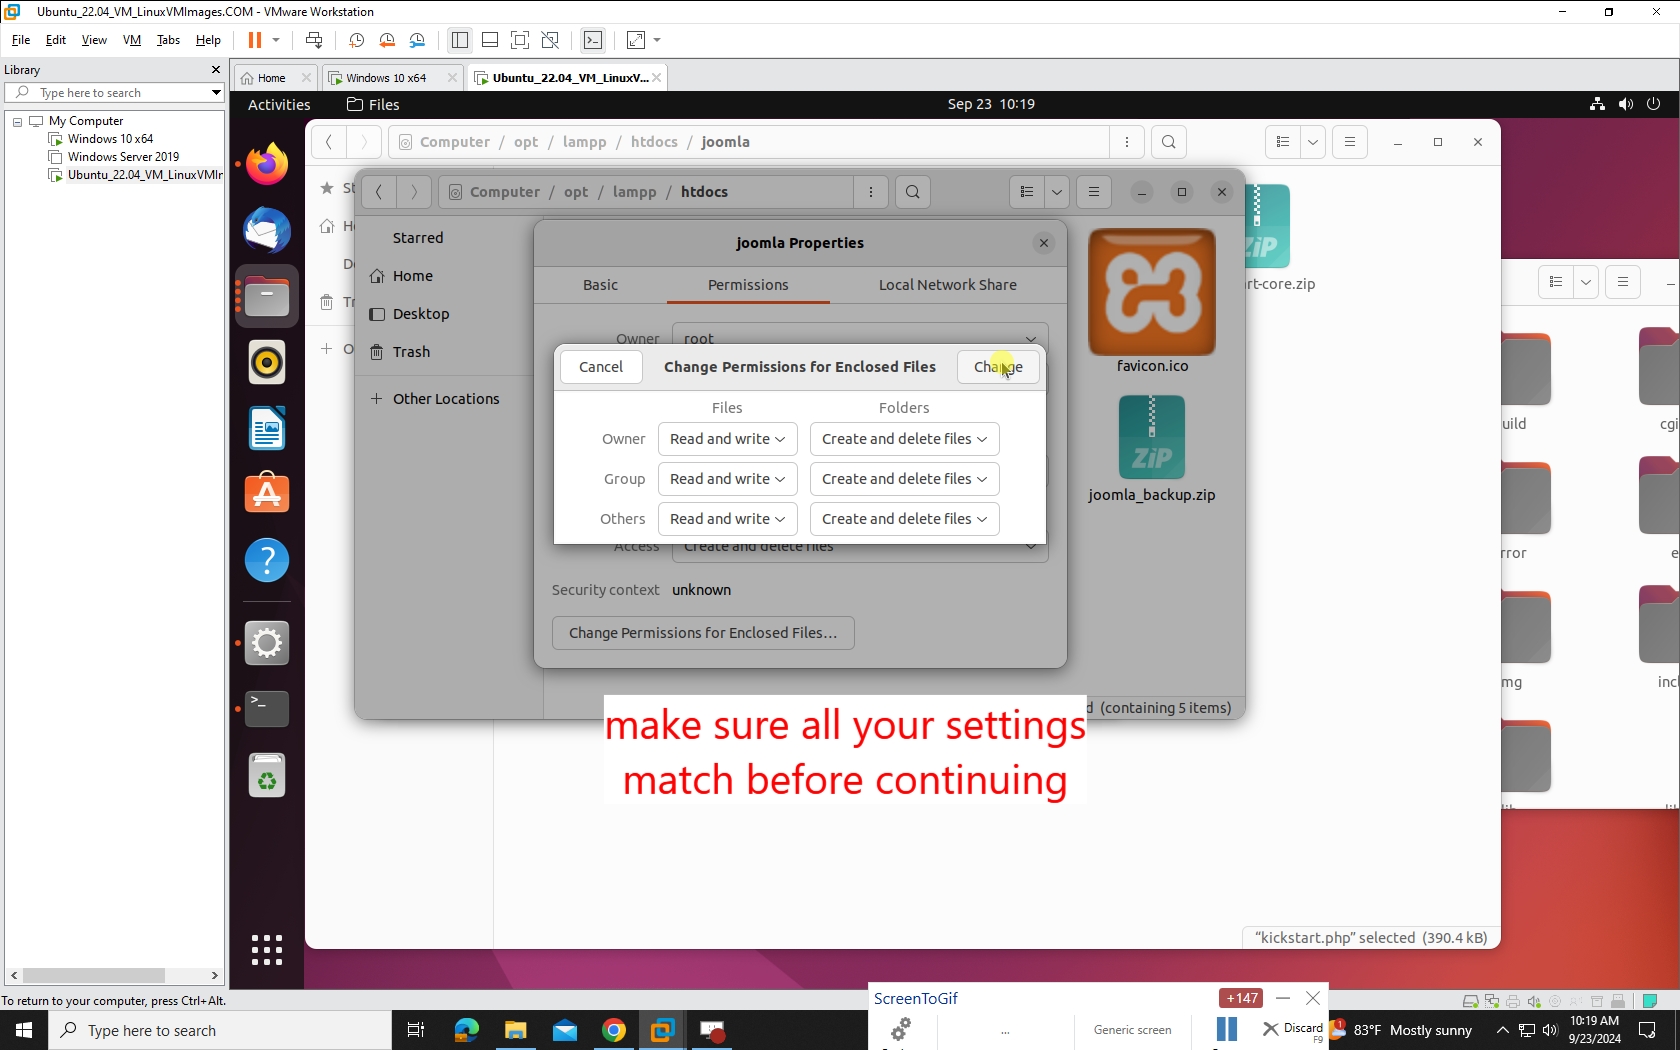 Ubuntu_22.04_VM_LinuxVMImages.COM - VMware Workstation
File Edit View VM Tabs Help
Library
Type here to search
Home
Windows 10 x64
Ubuntu_22.04_VM_LinuxV...
My Computer
Windows 10 x64
Windows Server 2019
Ubuntu_22.04_VM_LinuxVMIr
Activities
Files
Sep 23 10:19
Computer / opt / lampp / htdocs / joomla
St
Computer / opt / lampp / htdocs
H
D
Tr
O
Starred
Home
Desktop
Trash
Other Locations
joomla Properties
Basic
Permissions
Local Network Share
Owner
root
Cancel
Change Permissions for Enclosed Files
Change
Files
Folders
Owner
Read and write
Create and delete files
Group
Read and write
Create and delete files
Others
Read and write
Create and delete files
Access
Create and delete files
Security context
unknown
Change Permissions for Enclosed Files...
favicon.ico
ZiP
joomla_backup.zip
ZiP
rt-core.zip
uild
cgi
rror
e
mg
incl
d (containing 5 items)
make sure all your settings
match before continuing
"kickstart.php" selected (390.4 kB)
To return to your computer, press Ctrl+Alt.
ScreenToGif
+147
...
Generic screen
Discard
F9
Type here to search
1
83°F Mostly sunny
10:19 AM
9/23/2024